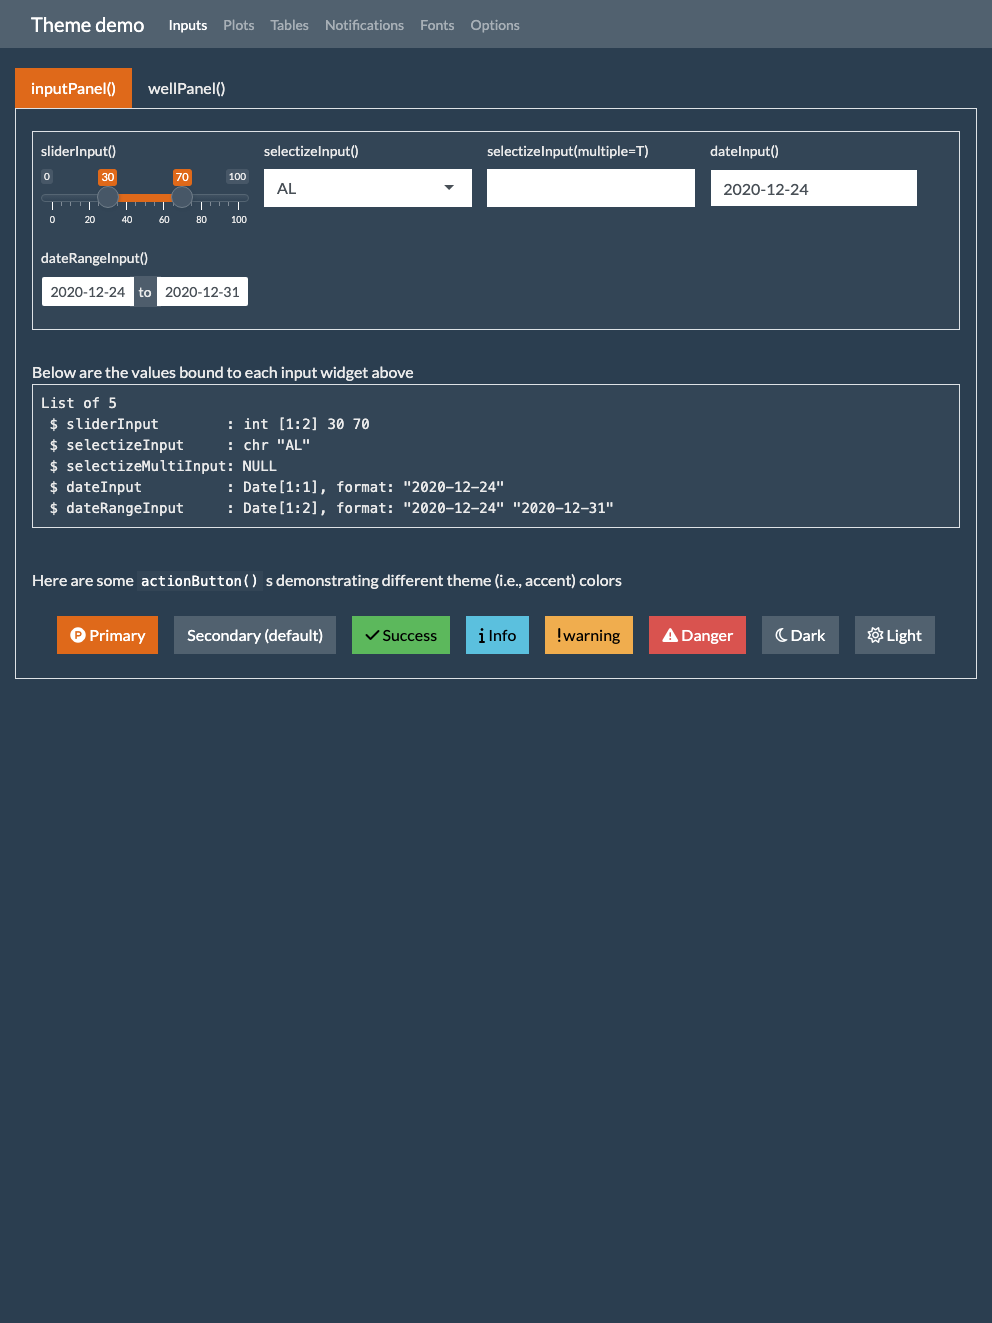 Theme demo Inputs Plots Tables Notifications Fonts Options
inputPanel() wellPanel()
sliderInput() selectizeInput() selectizeInput(multiple=T) dateInput()
0 30 70 100
AL 2020-12-24
0 20 40 60 80 100
dateRangeInput()
2020-12-24 to 2020-12-31
Below are the values bound to each input widget above
List of 5
 $ sliderInput        : int [1:2] 30 70
 $ selectizeInput     : chr "AL"
 $ selectizeMultiInput: NULL
 $ dateInput          : Date[1:1], format: "2020-12-24"
 $ dateRangeInput     : Date[1:2], format: "2020-12-24" "2020-12-31"
Here are some actionButton() s demonstrating different theme (i.e., accent) colors
Primary Secondary (default) Success Info !warning Danger Dark Light